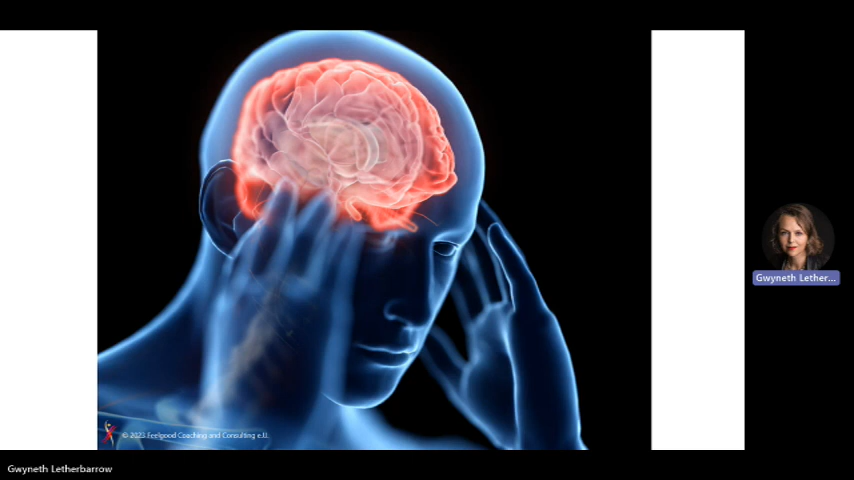 Gwyneth Lether...
© 2023 Feelgood Coaching and Consulting e.U.
Gwyneth Letherbarrow